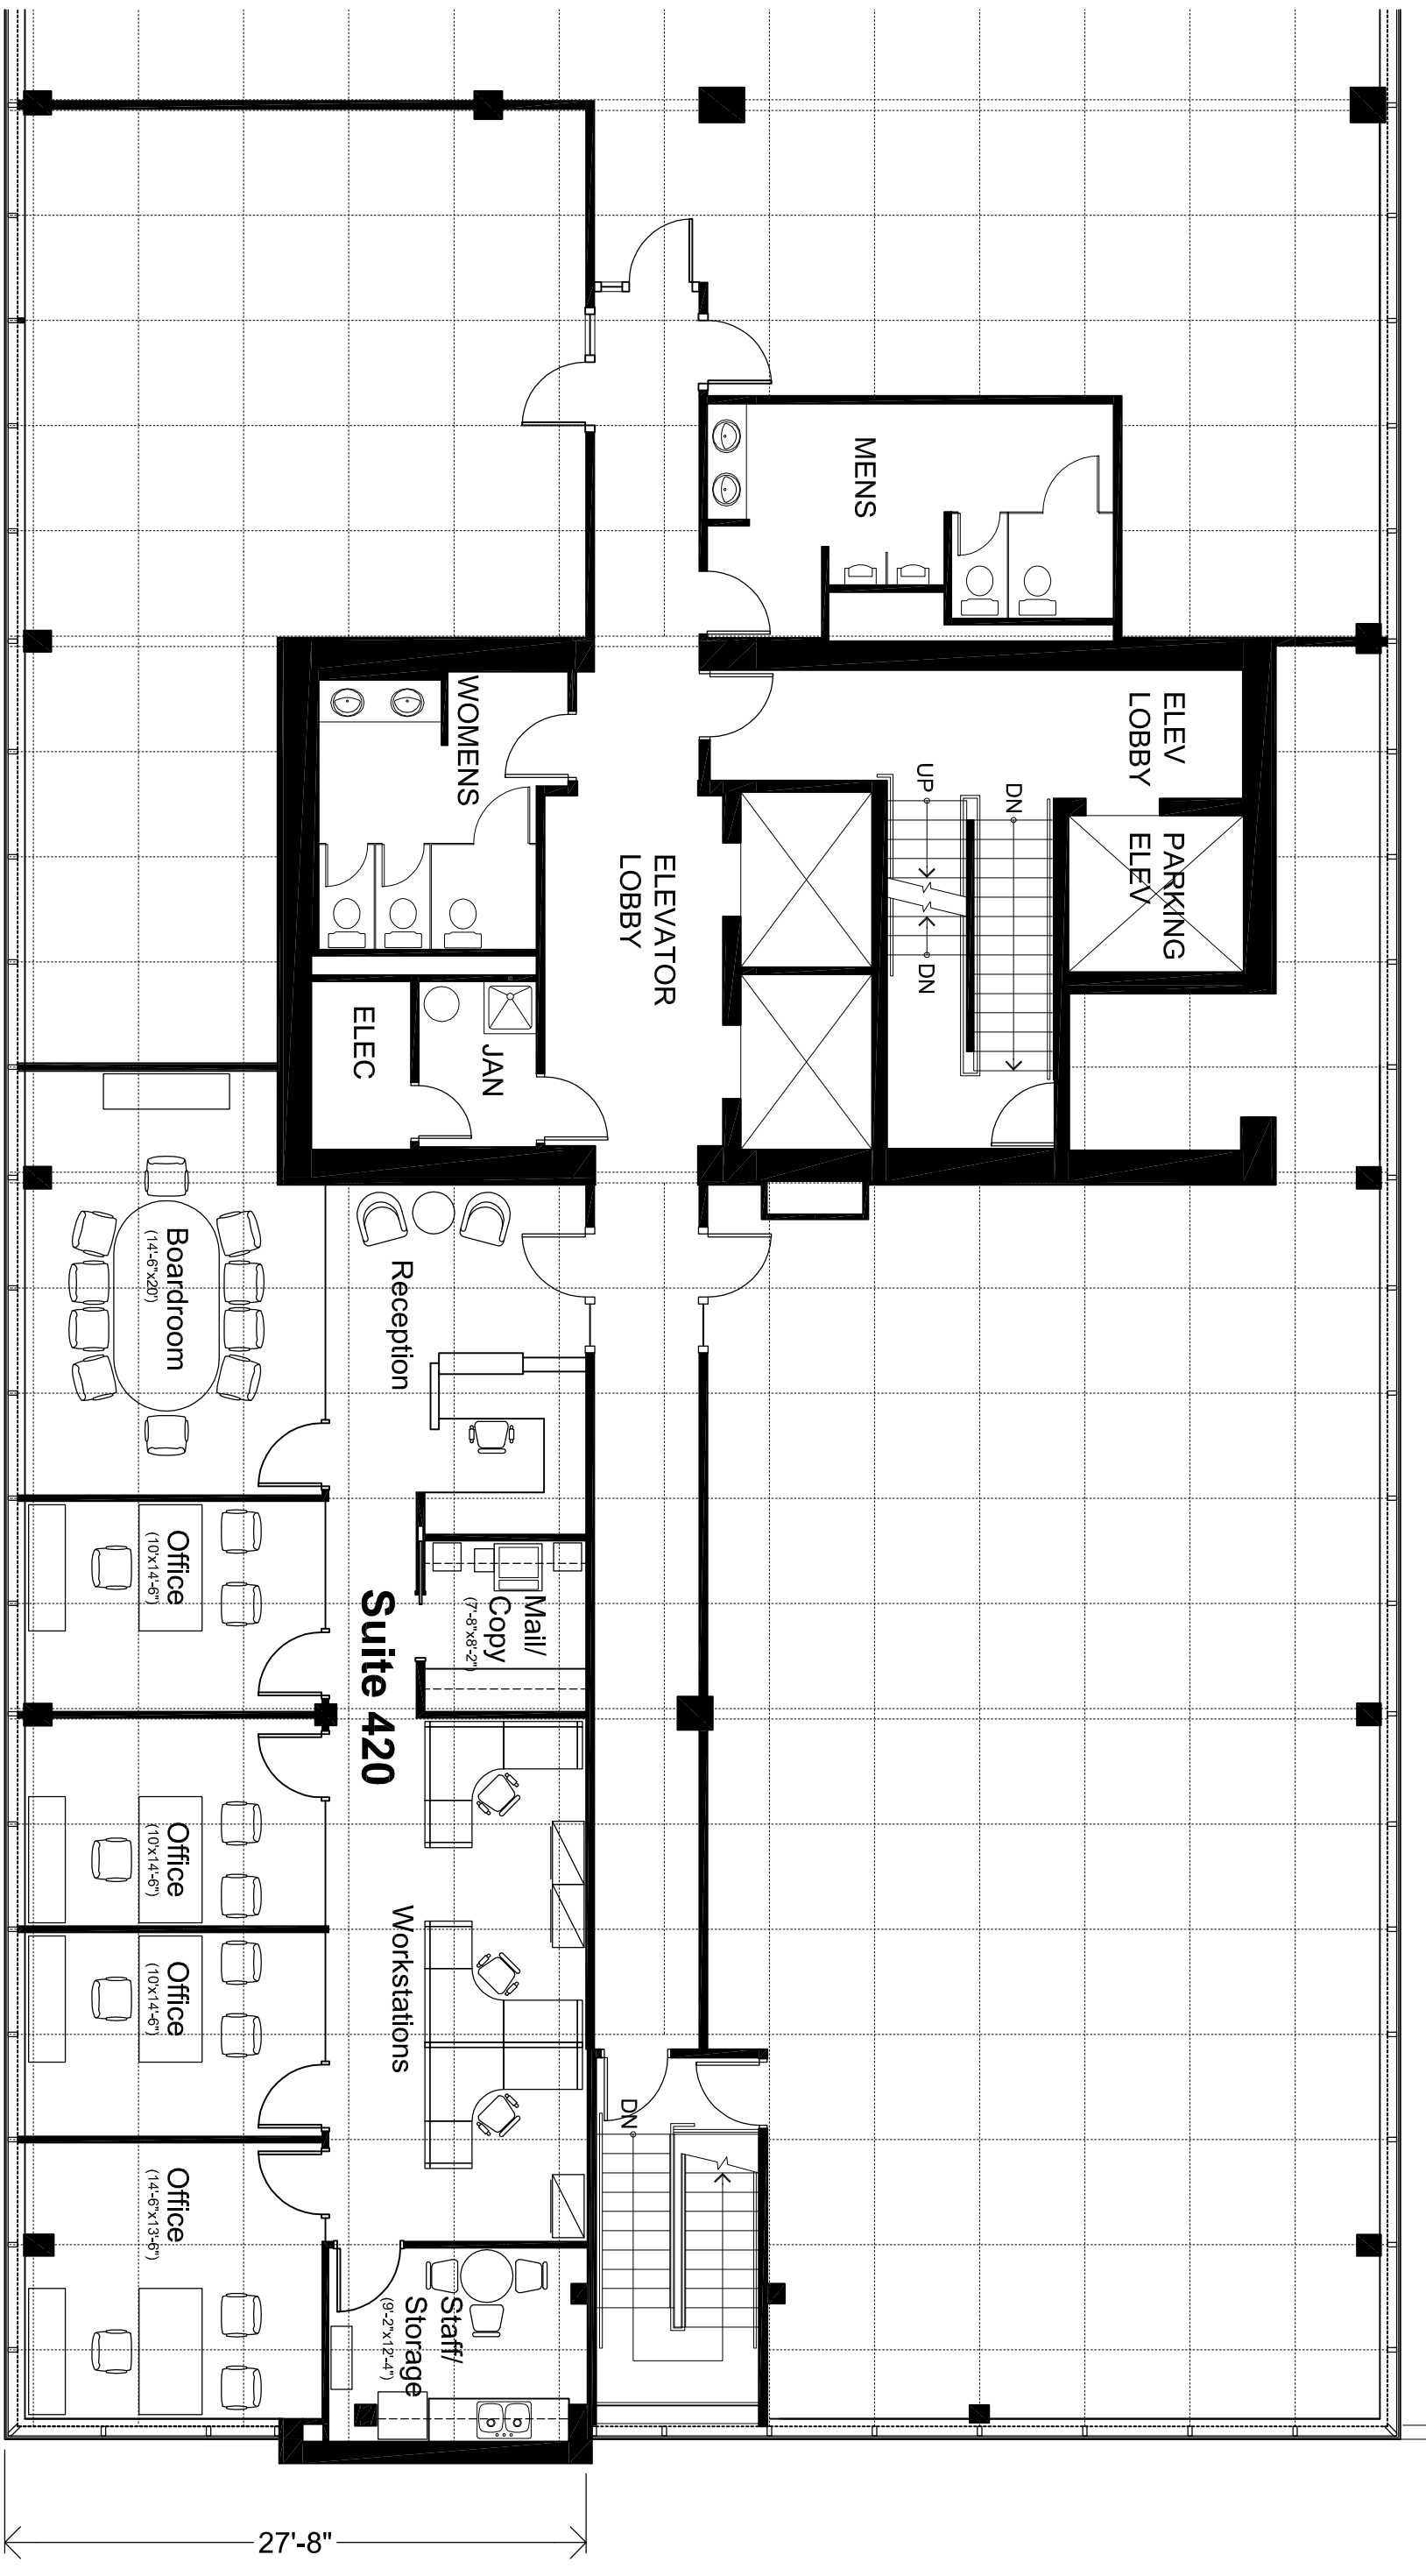 MENS
ELEV
LOBBY
WOMENS
UP
DN
PARKING
ELEV
ELEVATOR
LOBBY
DN
ELEC
JAN
Boardroom
(14'-6"x20')
Reception
Office
(10'x14'-6")
Mail/
Copy
(7'-8"x8'-2")
Suite 420
Office
(10'x14'-6")
Workstations
Office
(10'x14'-6")
DN
Office
(14'-6"x13'-6")
Staff/
Storage
(9'-2"x12'-4")
27'-8"